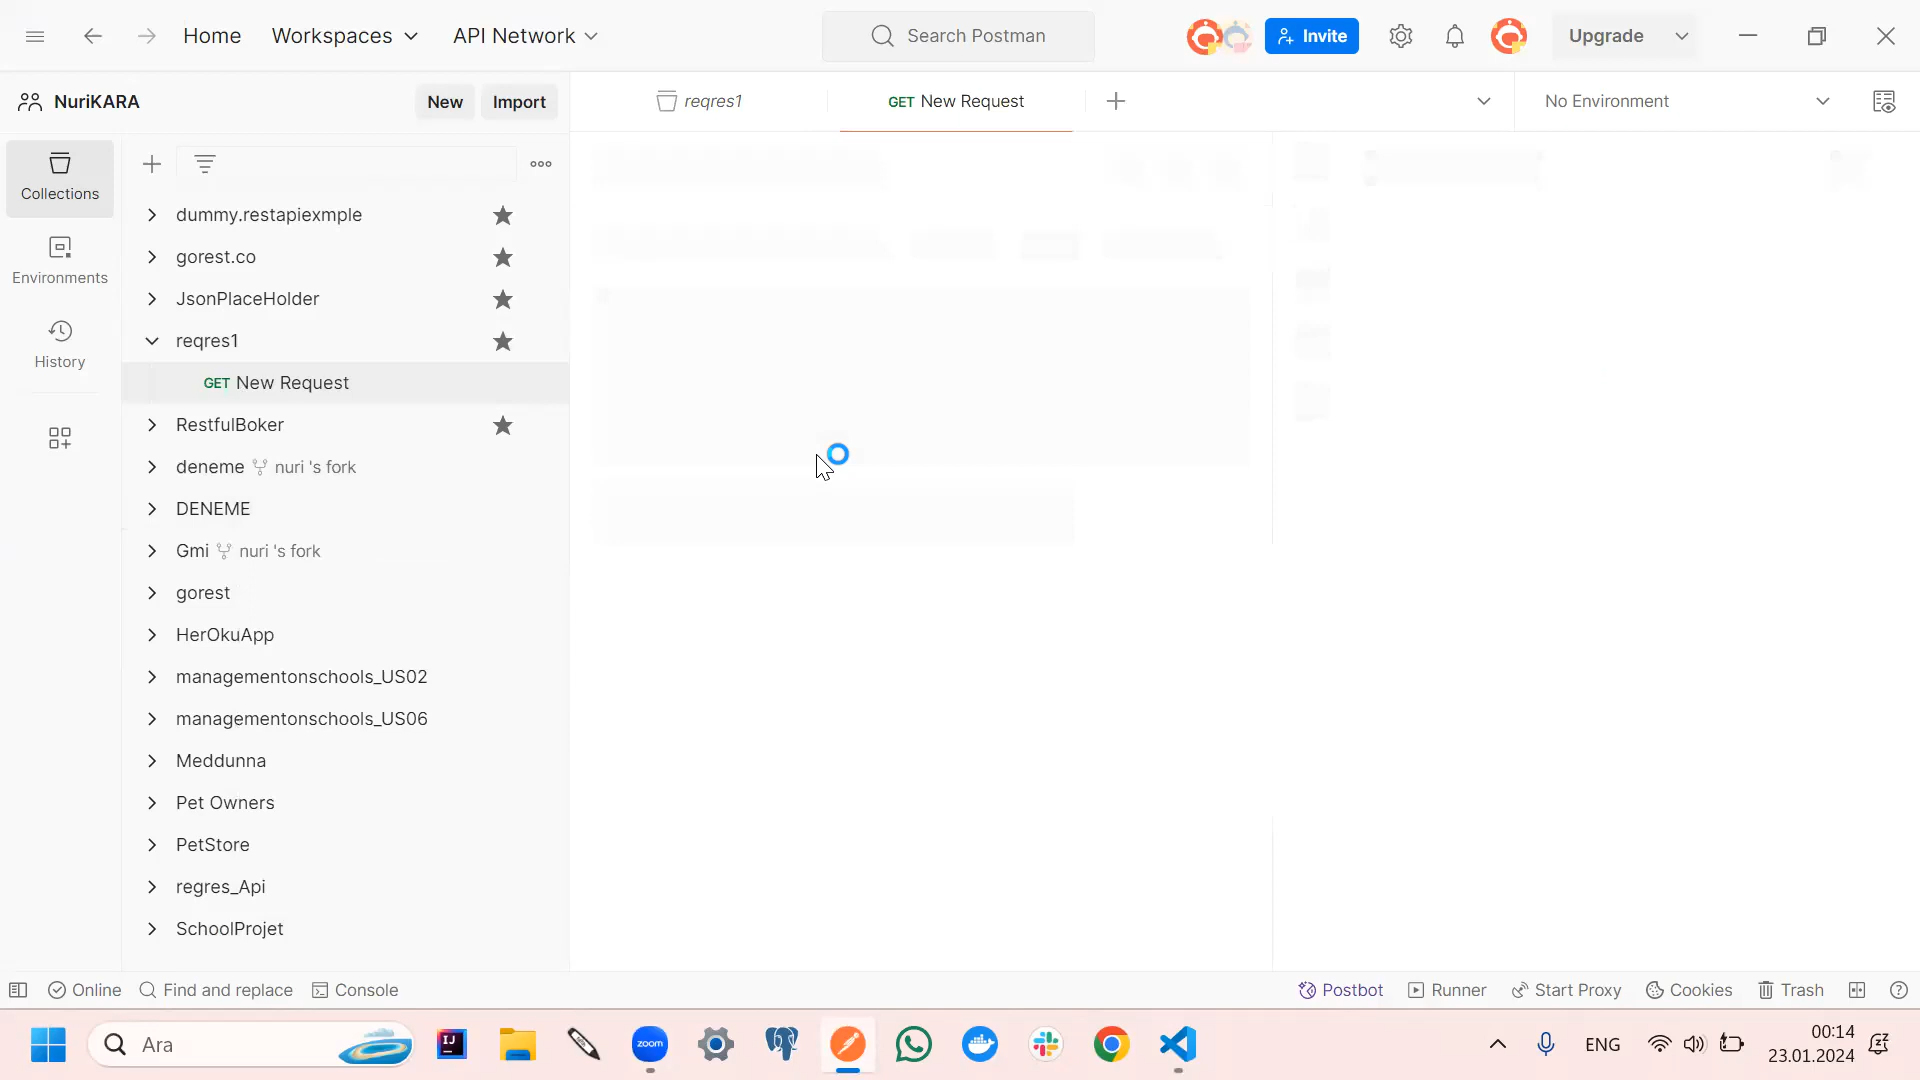 Home
Workspaces
API Network
Search Postman
Invite
Upgrade
NuriKARA
New
Import
reqres1
GET New Request
No Environment
Collections
Environments
History
dummy.restapiexmple
gorest.co
JsonPlaceHolder
reqres1
GET New Request
RestfulBoker
deneme nuri 's fork
DENEME
Gmi nuri 's fork
gorest
HerOkuApp
managementonschools_US02
managementonschools_US06
Meddunna
Pet Owners
PetStore
regres_Api
SchoolProjet
Online
Find and replace
Console
Postbot
Runner
Start Proxy
Cookies
Trash
Ara
IJ
zoom
ENG
00:14
23.01.2024